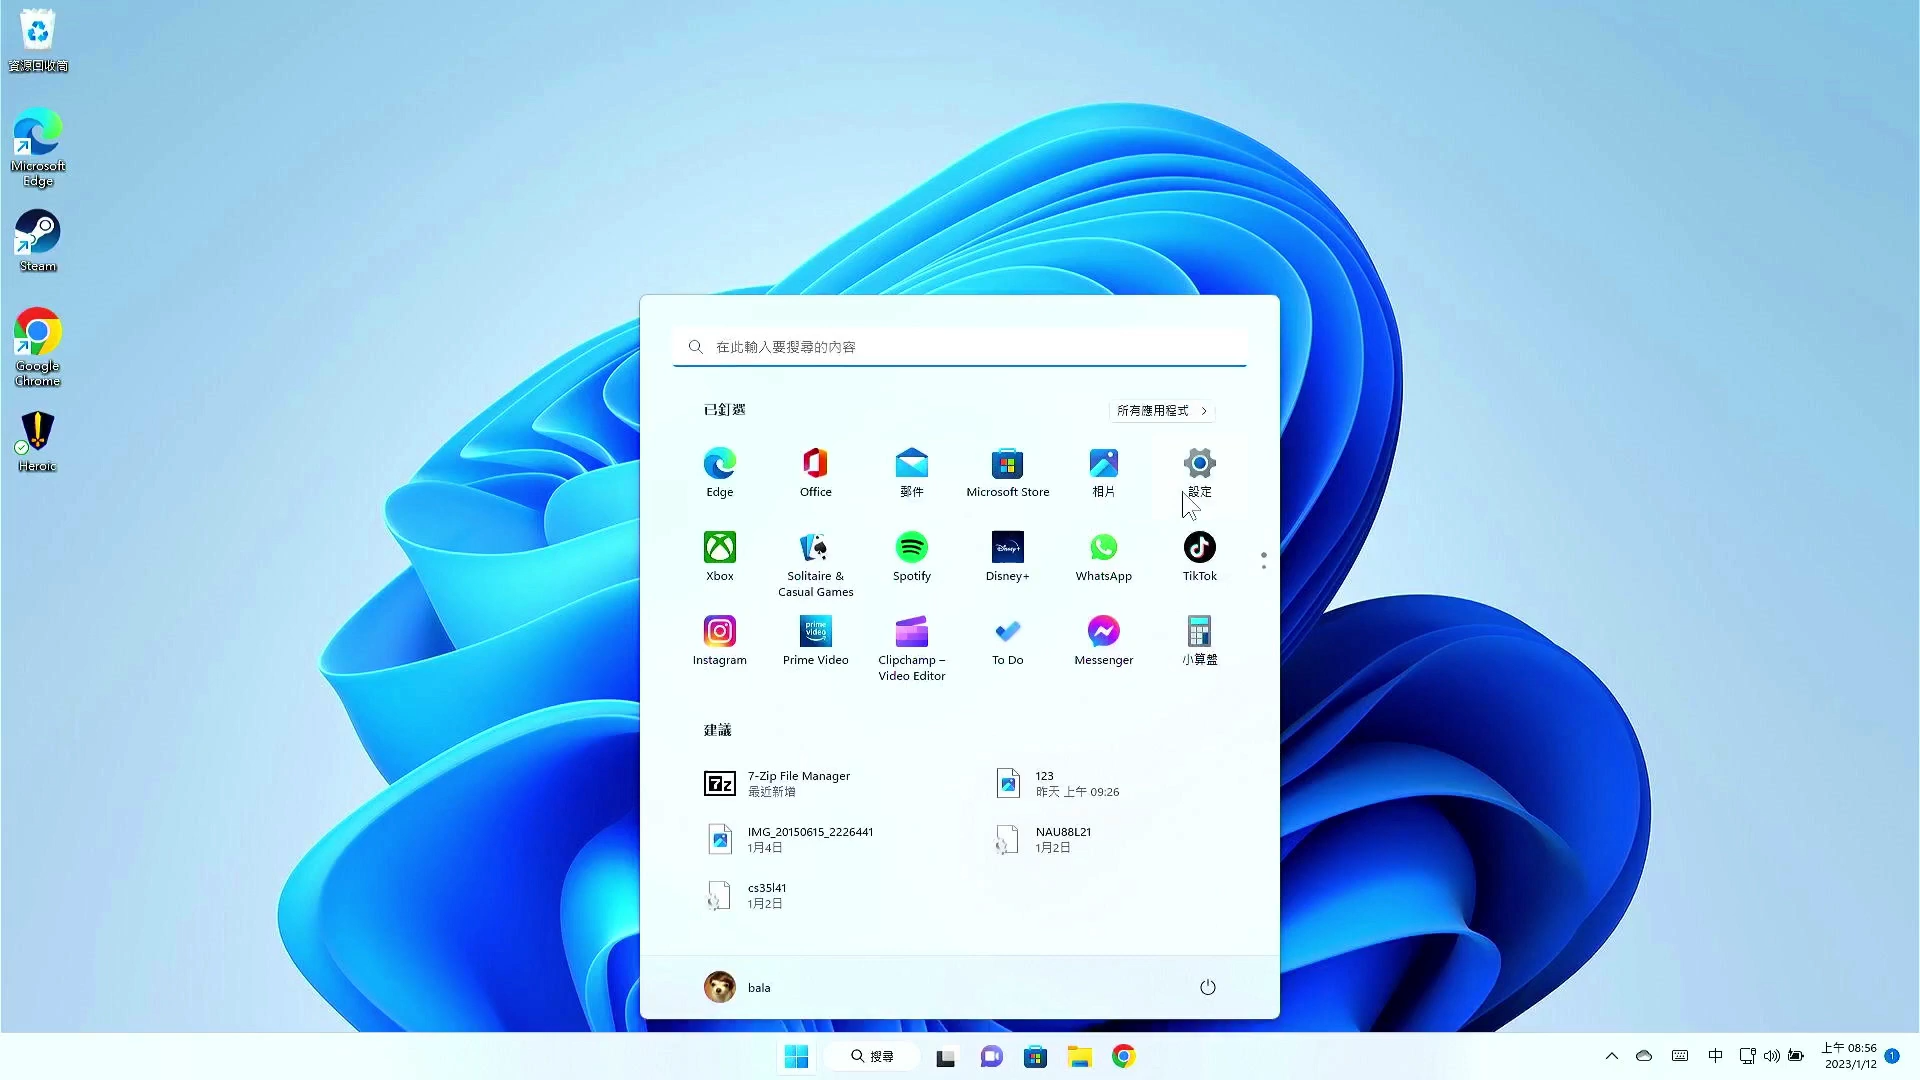 資源回收筒
Microsoft
Edge
Steam
Google
Chrome
Heroic
在此輸入要搜尋的內容
已釘選
所有應用程式
Edge
Office
郵件
Microsoft Store
相片
設定
Xbox
Solitaire &
Casual Games
Spotify
Disney+
WhatsApp
TikTok
Instagram
prime
video
Prime Video
Clipchamp –
Video Editor
To Do
Messenger
小算盤
建議
7z
7-Zip File Manager
最近新增
123
昨天 上午 09:26
IMG_20150615_2226441
1月4日
NAU88L21
1月2日
cs35l41
1月2日
bala
搜尋
中
上午 08:56
2023/1/12
1